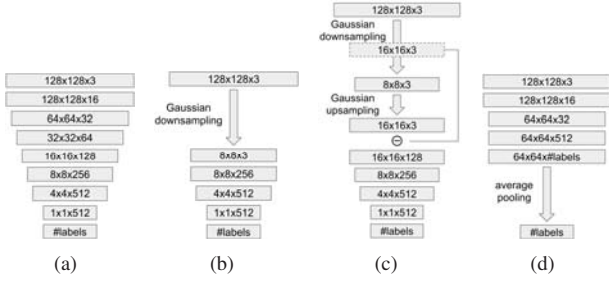 128x128x3
128x128x16
64x64x32
32x32x64
16x16x128
8x8x256
4x4x512
1x1x512
#labels
(a)
128x128x3
Gaussian
downsampling
8x8x3
8x8x256
4x4x512
1x1x512
#labels
(b)
128x128x3
Gaussian
downsampling
16x16x3
8x8x3
Gaussian
upsampling
16x16x3
⊖
16x16x128
8x8x256
4x4x512
1x1x512
#labels
(c)
128x128x3
128x128x16
64x64x32
64x64x512
64x64x#labels
average
pooling
#labels
(d)